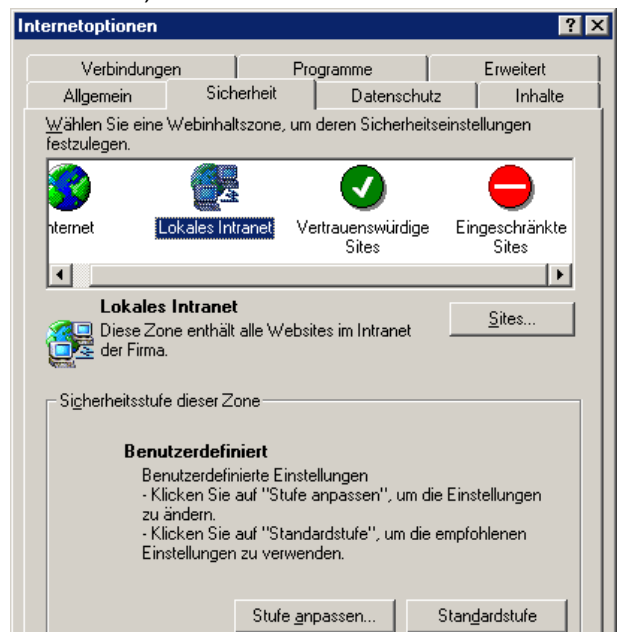 Internetoptionen
Verbindungen Programme Erweitert
Allgemein Sicherheit Datenschutz Inhalte
Wählen Sie eine Webinhaltszone, um deren Sicherheitseinstellungen
festzulegen.
nternet Lokales Intranet Vertrauenswürdige Eingeschränkte
Sites Sites
Lokales Intranet
Diese Zone enthält alle Websites im Intranet
der Firma.
Sites...
Sicherheitsstufe dieser Zone
Benutzerdefiniert
Benutzerdefinierte Einstellungen
- Klicken Sie auf "Stufe anpassen", um die Einstellungen
zu ändern.
- Klicken Sie auf "Standardstufe", um die empfohlenen
Einstellungen zu verwenden.
Stufe anpassen... Standardstufe